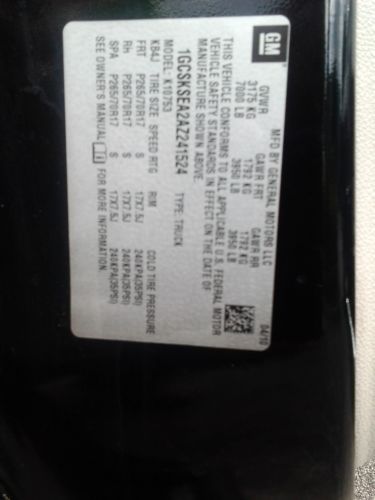 GM
MFD BY GENERAL MOTORS LLC
04/10
GVWR GAWR FRT GAWR RR
3175 KG 1792 KG 1792 KG
7000 LB 3950 LB 3950 LB
THIS VEHICLE CONFORMS TO ALL APPLICABLE U.S. FEDERAL MOTOR
VEHICLE SAFETY STANDARDS IN EFFECT ON THE DATE OF
MANUFACTURE SHOWN ABOVE.
1GCSKSEA2AZ241524 TYPE: TRUCK
MODEL: K10753
KB4J TIRE SIZE SPEED RTG RIM COLD TIRE PRESSURE
FRT P265/70R17 S 17X7.5J 240KPA(35PSI)
RR P265/70R17 S 17X7.5J 240KPA(35PSI)
SPA P265/70R17 S 17X7.5J 240KPA(35PSI)
SEE OWNER'S MANUAL FOR MORE INFORMATION.